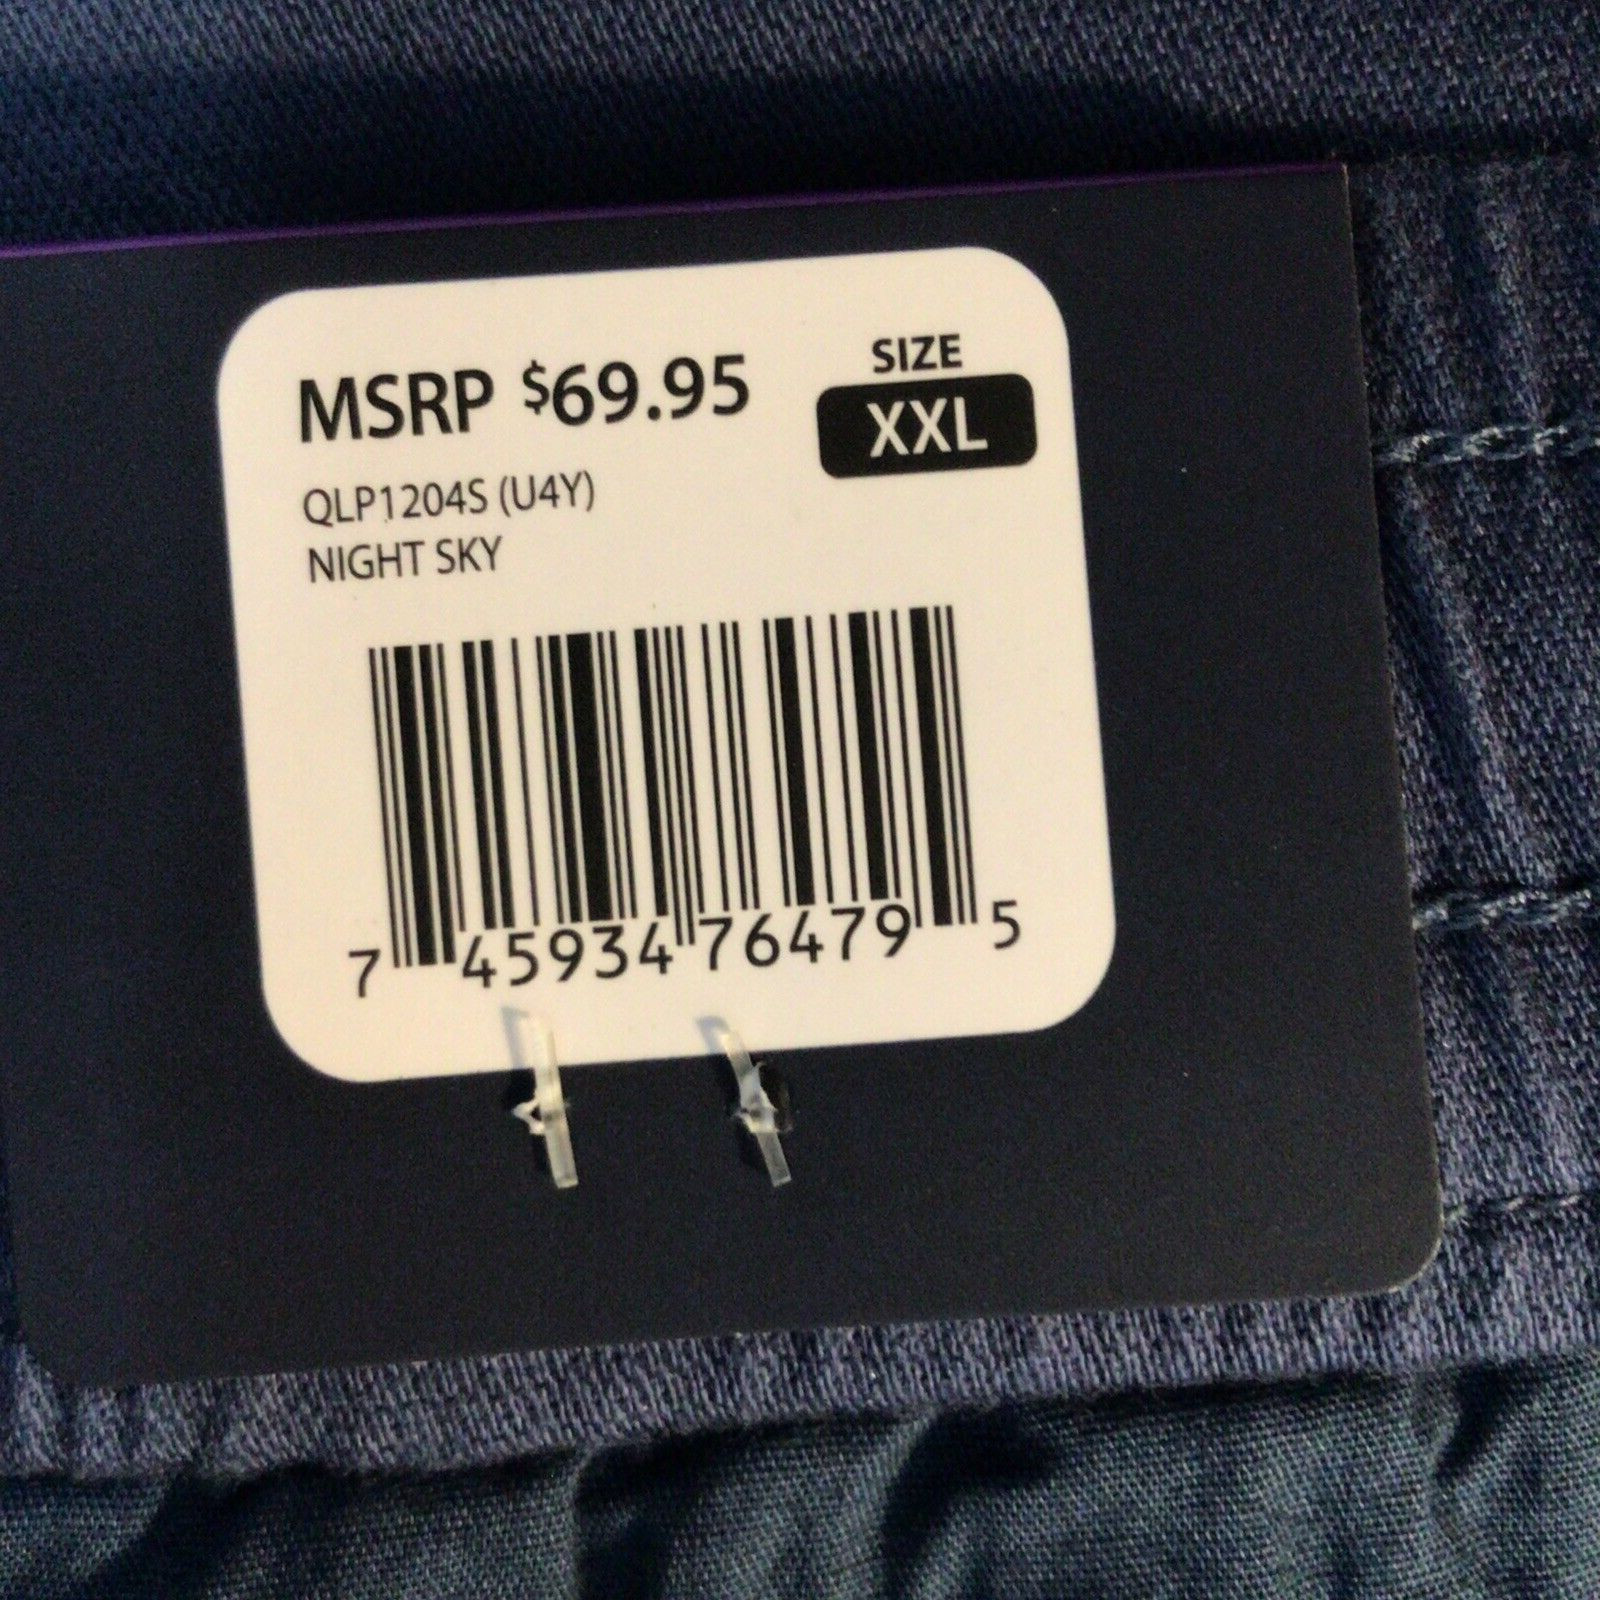 MSRP $69.95
SIZE
XXL
QLP1204S (U4Y)
NIGHT SKY
7 45934 76479 5